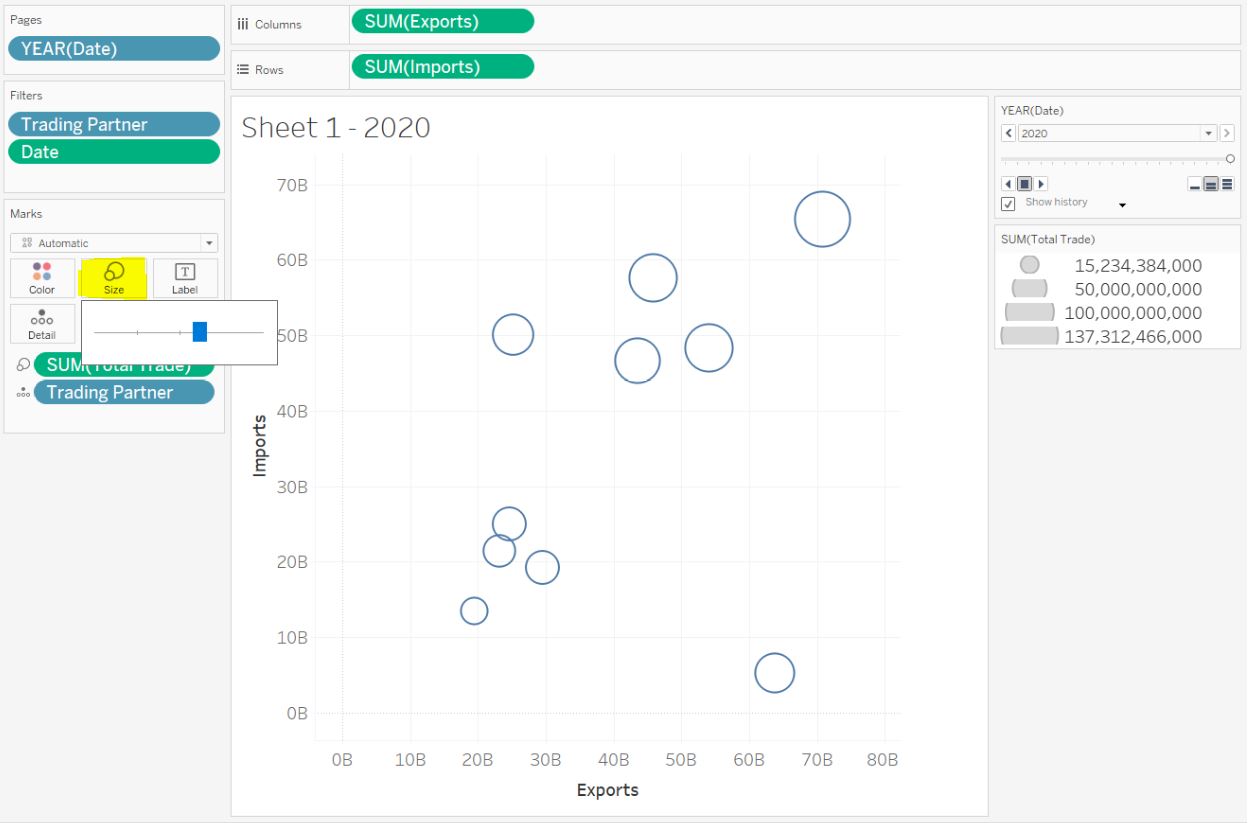 Pages
YEAR(Date)
Filters
Trading Partner
Date
Marks
Automatic
Color
Size
Label
Detail
SUM(Total Trade)
Trading Partner
Columns
SUM(Exports)
Rows
SUM(Imports)
Sheet 1 - 2020
70B
60B
50B
40B
30B
20B
10B
0B
Imports
0B 10B 20B 30B 40B 50B 60B 70B 80B
Exports
YEAR(Date)
2020
Show history
SUM(Total Trade)
15,234,384,000
50,000,000,000
100,000,000,000
137,312,466,000